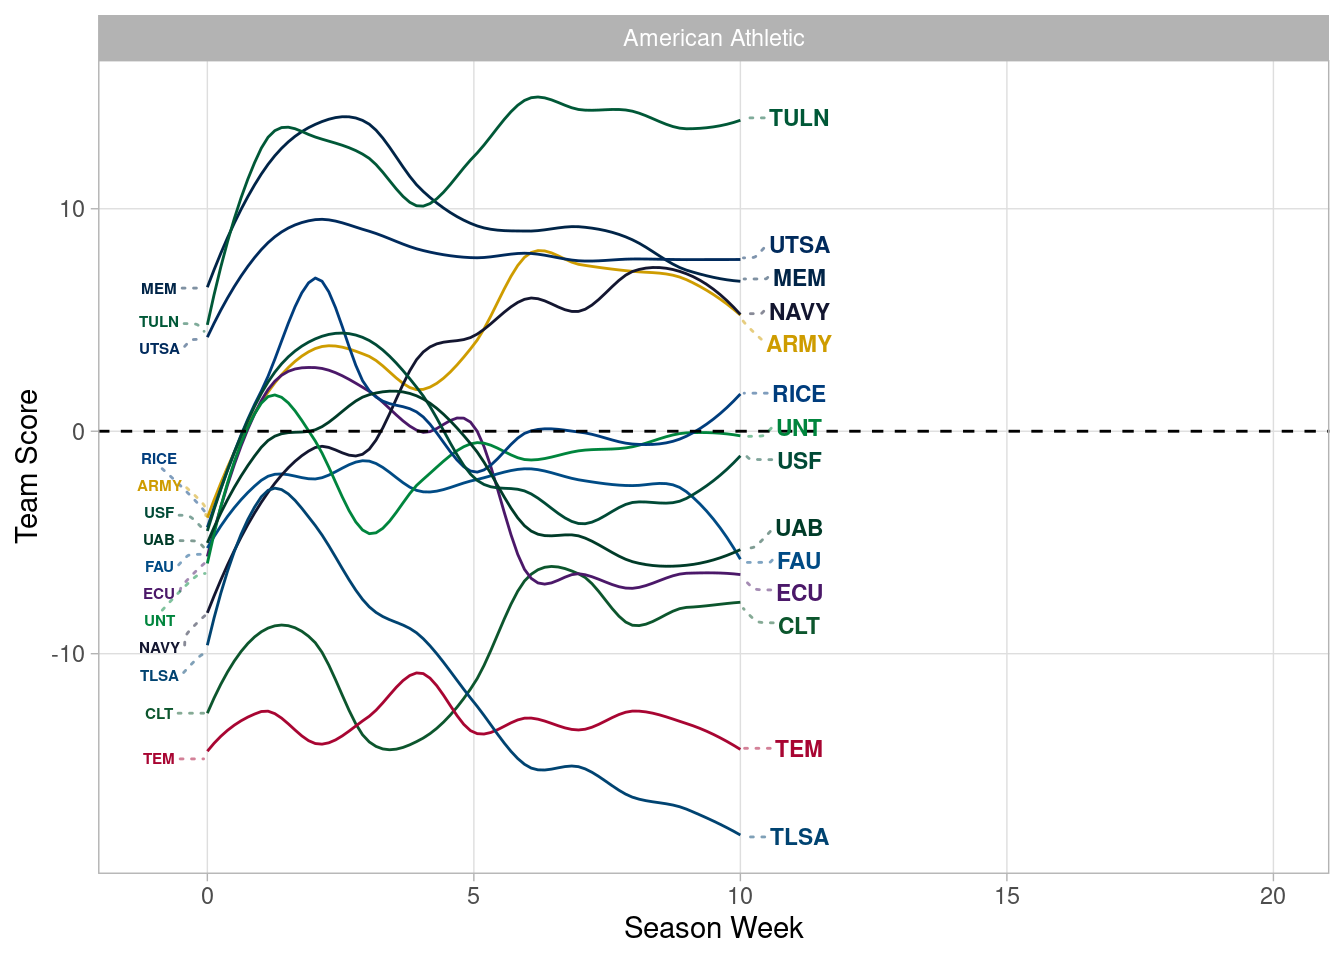 American Athletic
Team Score
10
0
-10
MEM
TULN
UTSA
RICE
ARMY
USF
UAB
FAU
ECU
UNT
NAVY
TLSA
CLT
TEM
TULN
UTSA
MEM
NAVY
ARMY
RICE
UNT
USF
UAB
FAU
ECU
CLT
TEM
TLSA
0 5 10 15 20
Season Week